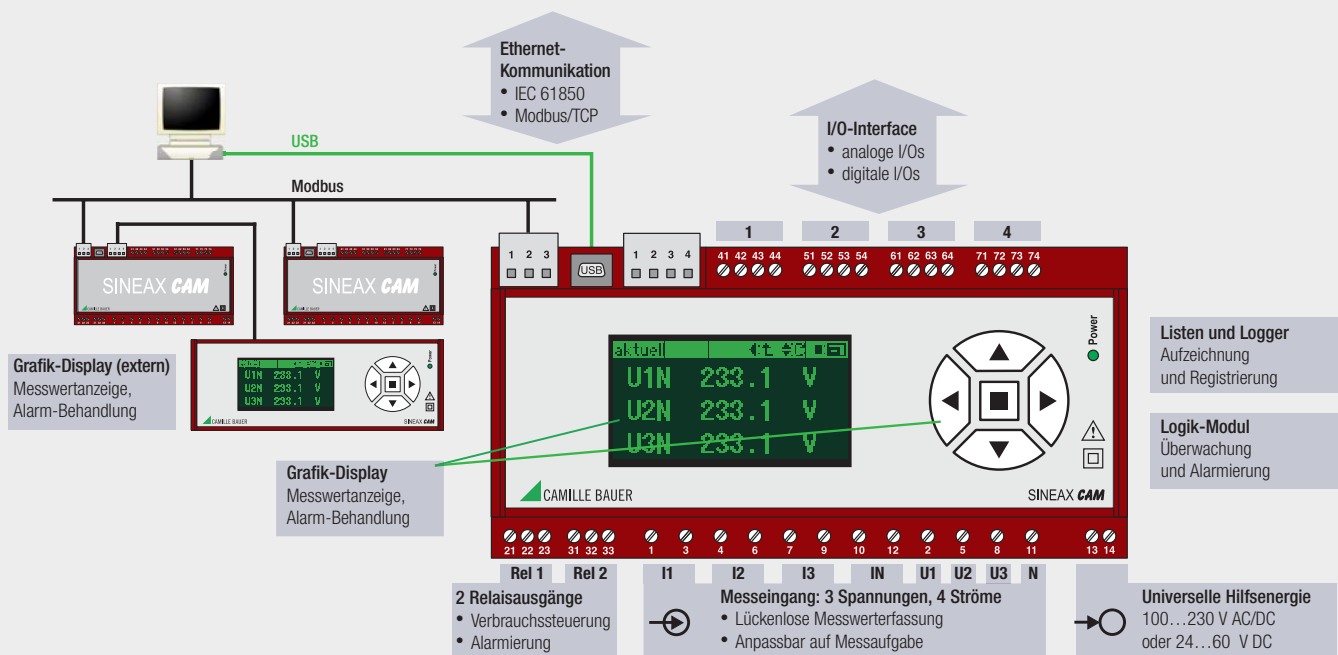 Ethernet-
Kommunikation
• IEC 61850
• Modbus/TCP
I/O-Interface
• analoge I/Os
• digitale I/Os
USB
Modbus
1 2 3 4
1 2 3
USB
1 2 3 4
41 42 43 44
51 52 53 54
61 62 63 64
71 72 73 74
SINEAX CAM
SINEAX CAM
Power
aktuell
U1N 233.1 V
U2N 233.1 V
U3N 233.1 V
CAMILLE BAUER
SINEAX CAM
Grafik-Display (extern)
Messwertanzeige,
Alarm-Behandlung
U1N 233.1 V
U2N 233.1 V
U3N 233.1 V
CAMILLE BAUER
SINEAX CAM
Grafik-Display
Messwertanzeige,
Alarm-Behandlung
Listen und Logger
Aufzeichnung
und Registrierung
Logik-Modul
Überwachung
und Alarmierung
21 22 23 31 32 33 1 3 4 6 7 9 10 12 2 5 8 11 13 14
Rel 1 Rel 2 I1 I2 I3 IN U1 U2 U3 N
2 Relaisausgänge
• Verbrauchssteuerung
• Alarmierung
Messeingang: 3 Spannungen, 4 Ströme
• Lückenlose Messwerterfassung
• Anpassbar auf Messaufgabe
Universelle Hilfsenergie
100…230 V AC/DC
oder 24…60 V DC